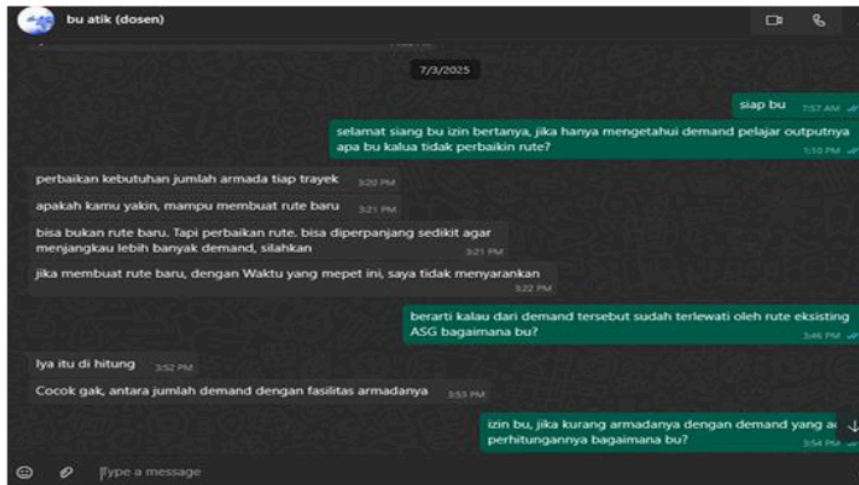 bu atik (dosen)
7/3/2025
siap bu
7:57 AM
selamat siang bu izin bertanya, jika hanya mengetahui demand pelajar outputnya
apa bu kalua tidak perbaikin rute?
1:10 PM
perbaikan kebutuhan jumlah armada tiap trayek
3:20 PM
apakah kamu yakin, mampu membuat rute baru
3:21 PM
bisa bukan rute baru. Tapi perbaikan rute. bisa diperpanjang sedikit agar
menjangkau lebih banyak demand, silahkan
3:21 PM
jika membuat rute baru, dengan Waktu yang mepet ini, saya tidak menyarankan
3:22 PM
berarti kalau dari demand tersebut sudah terlewati oleh rute eksisting
ASG bagaimana bu?
3:46 PM
Iya itu di hitung
3:52 PM
Cocok gak, antara jumlah demand dengan fasilitas armadanya
3:53 PM
izin bu, jika kurang armadanya dengan demand yang
perhitungannya bagaimana bu?
3:54 PM
Type a message